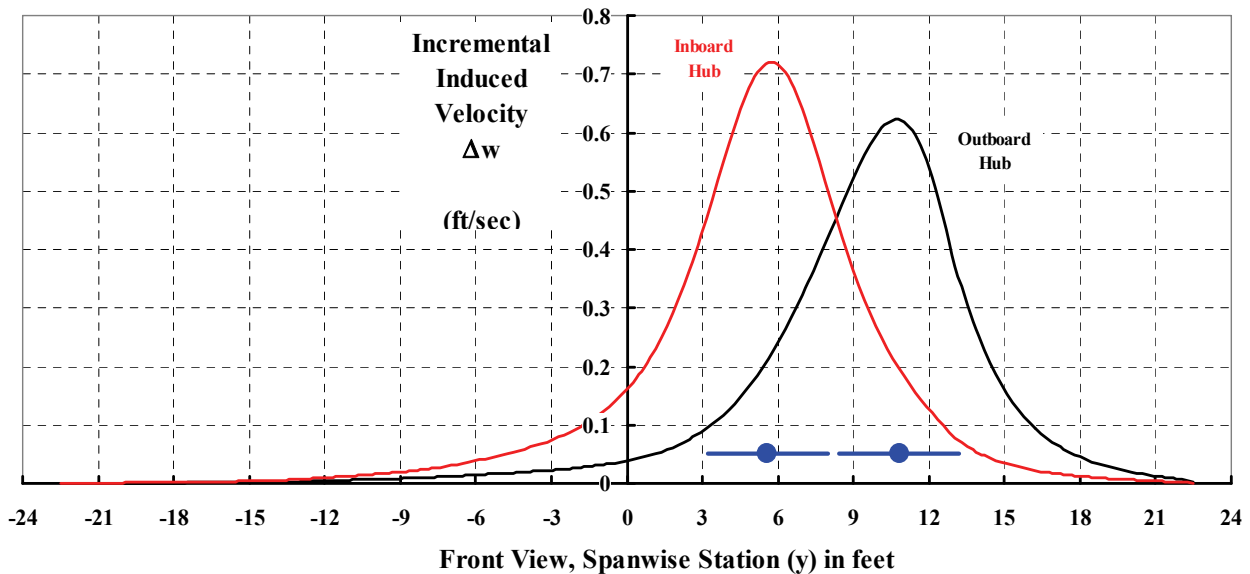 Incremental
Induced
Velocity
Δw
(ft/sec)
Inboard
Hub
Outboard
Hub
0.8
0.7
0.6
0.5
0.4
0.3
0.2
0.1
0
-24 -21 -18 -15 -12 -9 -6 -3 0 3 6 9 12 15 18 21 24
Front View, Spanwise Station (y) in feet